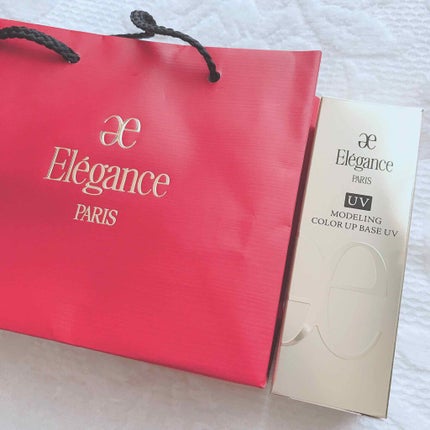 æ
Elégance
PARIS
æ
Elégance
PARIS
UV
MODELING
COLOR UP BASE UV